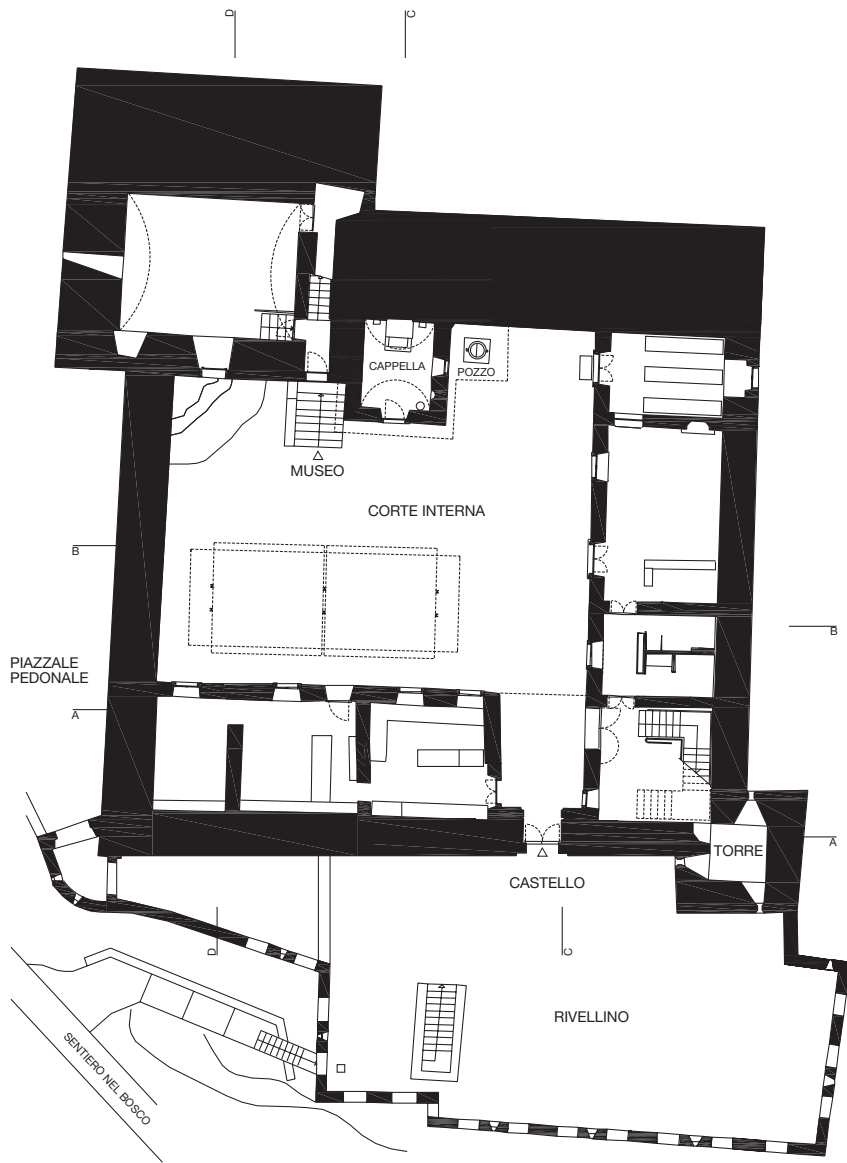 D
C
CAPPELLA
POZZO
MUSEO
CORTE INTERNA
B
B
PIAZZALE
PEDONALE
A
A
TORRE
CASTELLO
D
C
RIVELLINO
SENTIERO NEL BOSCO